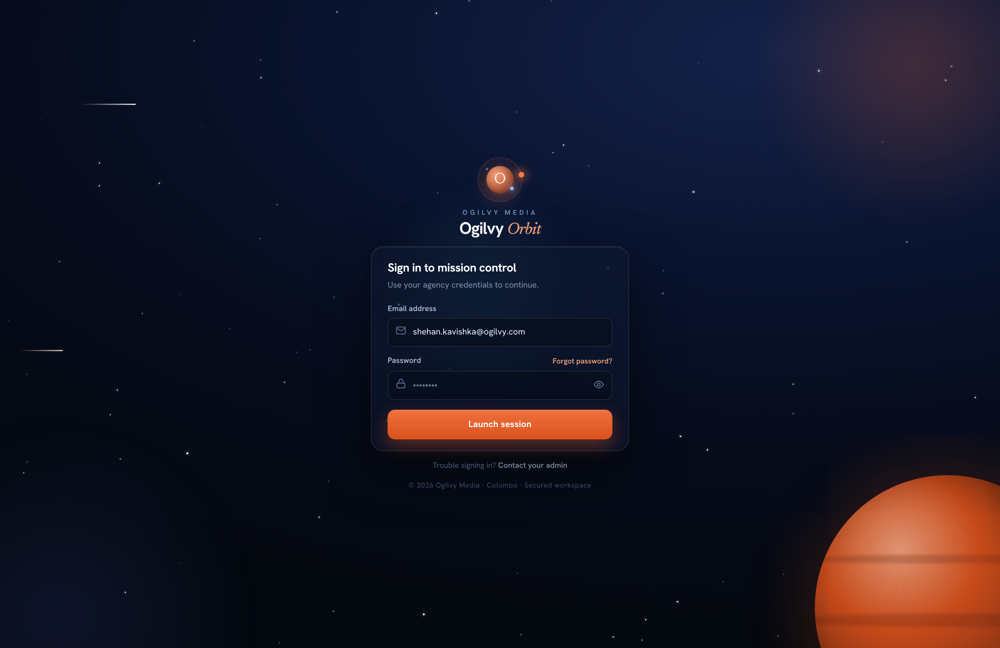 O
OGILVY MEDIA
Ogilvy Orbit
Sign in to mission control
Use your agency credentials to continue.
Email address
shehan.kavishka@ogilvy.com
Password Forgot password?
••••••••
Launch session
Trouble signing in? Contact your admin
© 2026 Ogilvy Media · Colombo · Secured workspace